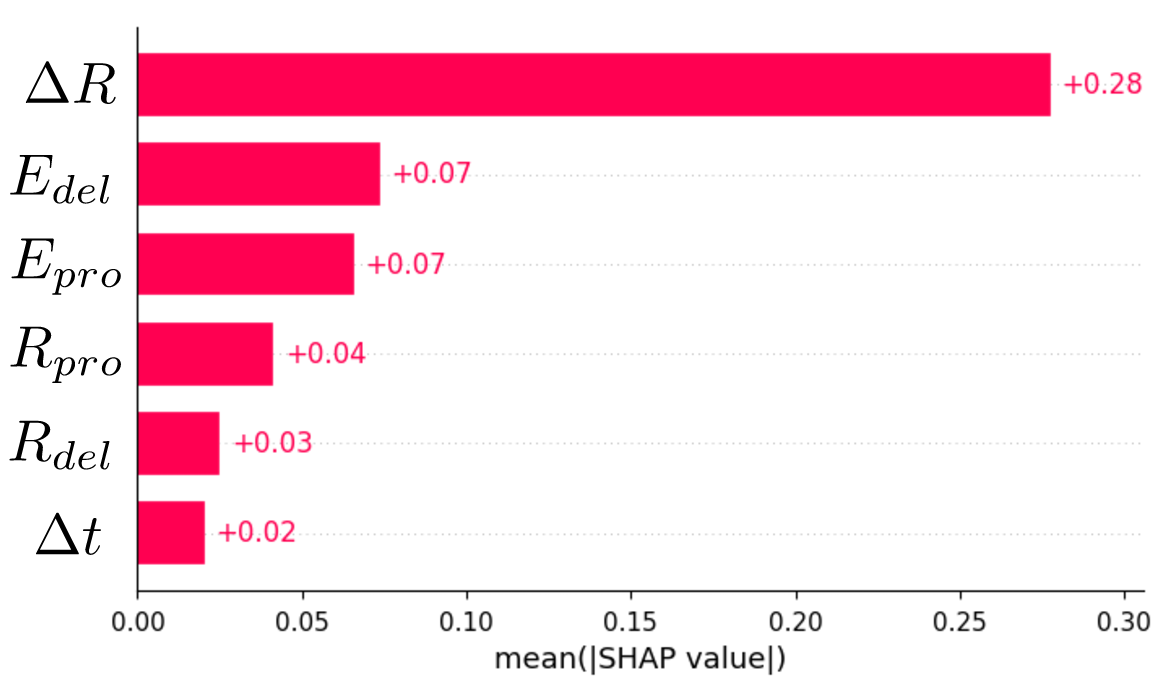 ΔR +0.28
E_del +0.07
E_pro +0.07
R_pro +0.04
R_del +0.03
Δt +0.02
0.00 0.05 0.10 0.15 0.20 0.25 0.30
mean(|SHAP value|)